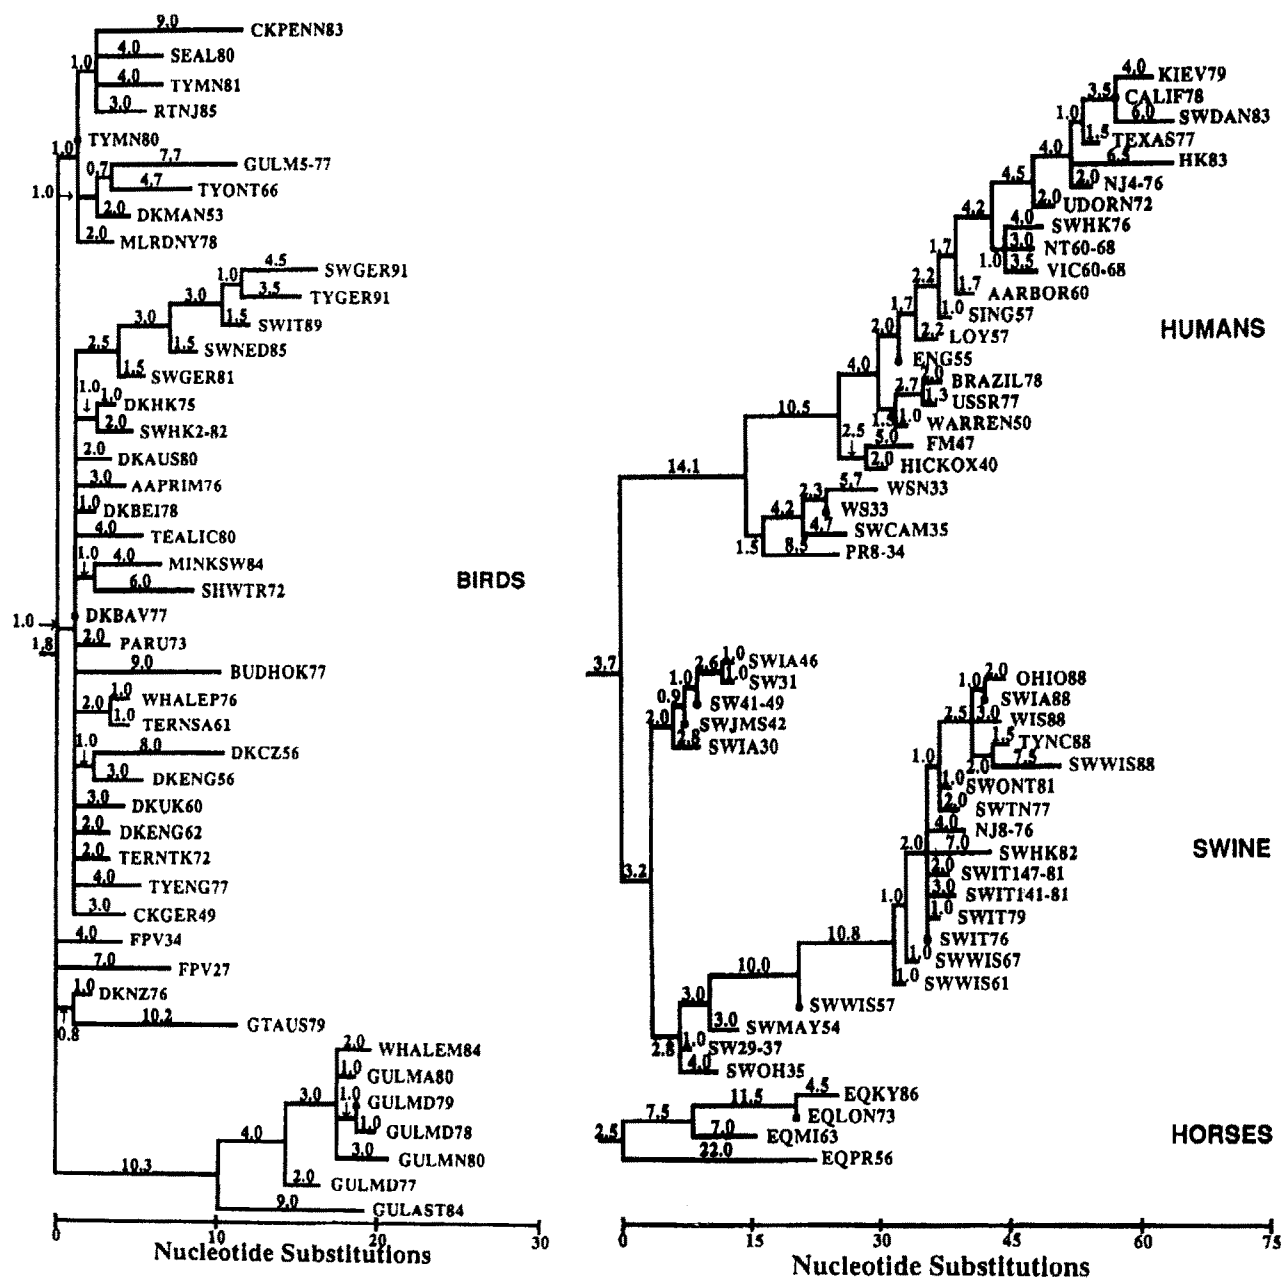 9.0
CKPENN83
4.0
SEAL80
1.0
4.0
TYMN81
3.0
RTNJ85
TYMN80
1.0
7.7
GULM5-77
0.7
4.7
TYONT66
1.0
2.0
DKMAN53
2.0
MLRDNY78
4.5
SWGER91
1.0
3.5
TYGER91
3.0
1.5
SWIT89
3.0
1.5
SWNED85
2.5
1.5
SWGER81
1.0
1.0
DKHK75
2.0
SWHK2-82
2.0
DKAUS80
3.0
AAPRIM76
1.0
DKBEI78
4.0
TEALIC80
1.0
4.0
MINKSW84
6.0
SHWTR72
BIRDS
DKBAV77
1.0
1.8
2.0
PARU73
9.0
BUDHOK77
2.0
1.0
WHALEP76
1.0
TERNSA61
1.0
8.0
DKCZ56
3.0
DKENG56
3.0
DKUK60
2.0
DKENG62
2.0
TERNTK72
4.0
TYENG77
3.0
CKGER49
4.0
FPV34
7.0
FPV27
1.0
DKNZ76
10.2
GTAUS79
0.8
2.0
WHALEM84
1.0
GULMA80
3.0
1.0
GULMD79
1.0
GULMD78
4.0
3.0
GULMN80
10.3
2.0
GULMD77
9.0
GULAST84
0 10 20 30
Nucleotide Substitutions
4.0
KIEV79
3.5
CALIF78
6.0
SWDAN83
1.0
1.5
TEXAS77
4.0
6.5
HK83
2.0
NJ4-76
4.5
2.0
UDORN72
4.2
4.0
SWHK76
3.0
NT60-68
1.0
3.5
VIC60-68
1.7
1.7
AARBOR60
2.2
1.0
SING57
1.7
2.2
LOY57
HUMANS
2.0
ENG55
4.0
2.0
BRAZIL78
2.7
1.3
USSR77
1.5
1.0
WARREN50
10.5
2.5
5.0
FM47
2.0
HICKOX40
14.1
5.7
WSN33
2.3
WS33
4.2
4.7
SWCAM35
1.5
8.5
PR8-34
3.7
1.0
SWIA46
2.6
1.0
SW31
1.0
SW41-49
0.9
SWJMS42
2.0
2.8
SWIA30
2.0
OHIO88
1.0
SWIA88
2.5
3.0
WIS88
1.5
TYNC88
2.0
7.5
SWWIS88
1.0
1.0
SWONT81
2.0
SWTN77
4.0
NJ8-76
2.0
7.0
SWHK82
SWINE
2.0
SWIT147-81
3.0
SWIT141-81
3.2
1.0
1.0
SWIT79
SWIT76
10.8
1.0
SWWIS67
1.0
SWWIS61
10.0
SWWIS57
3.0
3.0
SWMAY54
2.8
1.0
SW29-37
4.0
SWOH35
4.5
EQKY86
11.5
EQLON73
7.5
7.0
EQMI63
HORSES
2.5
22.0
EQPR56
0 15 30 45 60 75
Nucleotide Substitutions